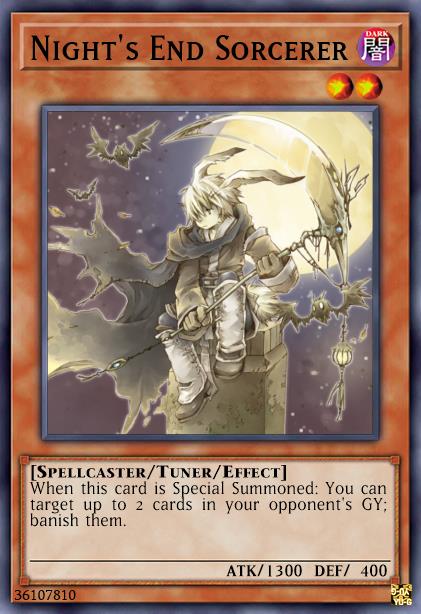 Night's End Sorcerer
DARK
闇
[Spellcaster/Tuner/Effect]
When this card is Special Summoned: You can
target up to 2 cards in your opponent's GY;
banish them.
ATK/1300 DEF/ 400
36107810